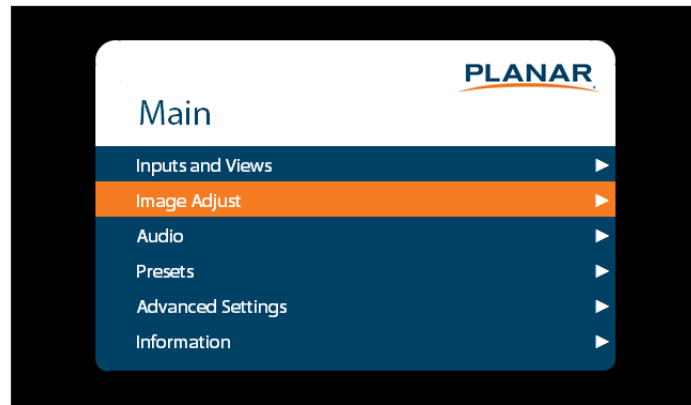 PLANAR
Main
Inputs and Views
Image Adjust
Audio
Presets
Advanced Settings
Information